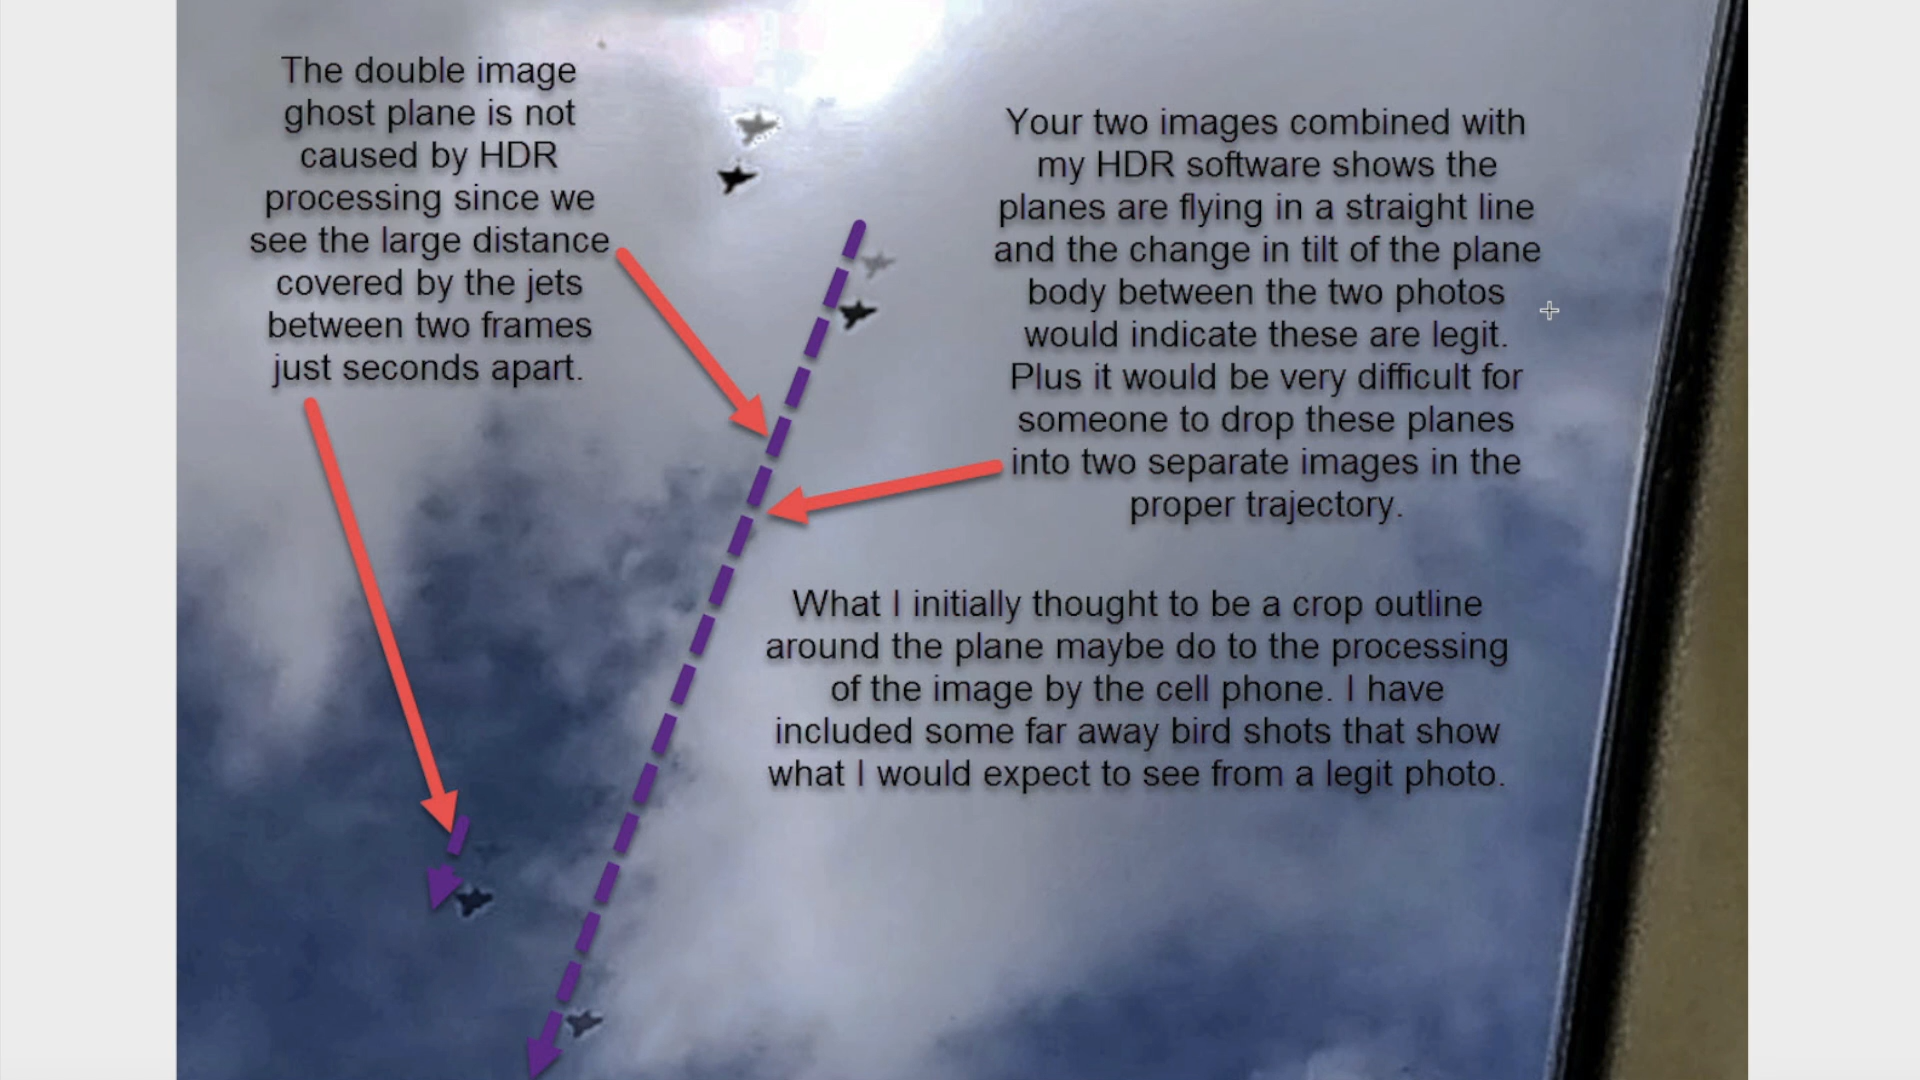 The double image
ghost plane is not
caused by HDR
processing since we
see the large distance
covered by the jets
between two frames
just seconds apart.
Your two images combined with
my HDR software shows the
planes are flying in a straight line
and the change in tilt of the plane
body between the two photos
would indicate these are legit.
Plus it would be very difficult for
someone to drop these planes
into two separate images in the
proper trajectory.
What I initially thought to be a crop outline
around the plane maybe do to the processing
of the image by the cell phone. I have
included some far away bird shots that show
what I would expect to see from a legit photo.